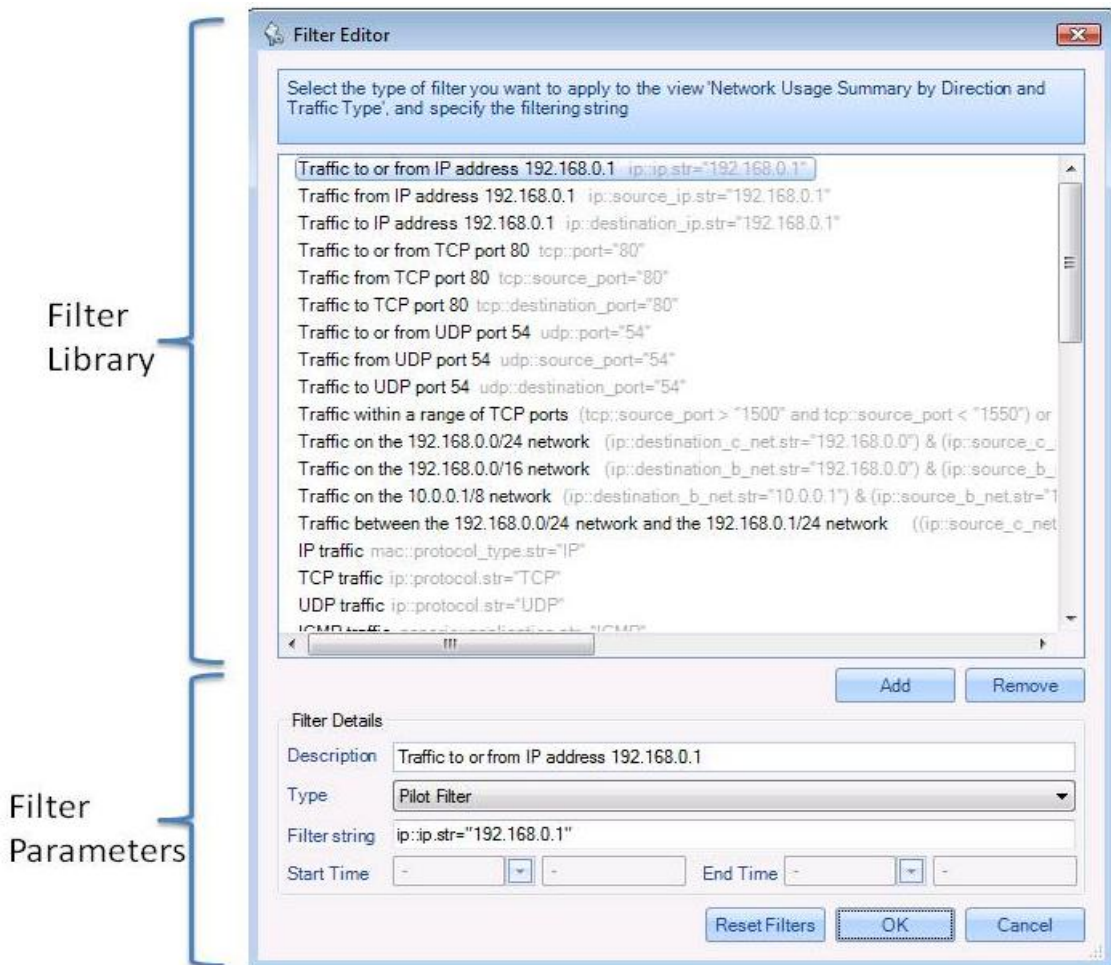 Filter Editor
Select the type of filter you want to apply to the view 'Network Usage Summary by Direction and
Traffic Type', and specify the filtering string
Traffic to or from IP address 192.168.0.1 ip::ip.str="192.168.0.1"
Traffic from IP address 192.168.0.1 ip::source_ip.str="192.168.0.1"
Traffic to IP address 192.168.0.1 ip::destination_ip.str="192.168.0.1"
Traffic to or from TCP port 80 tcp::port="80"
Traffic from TCP port 80 tcp::source_port="80"
Traffic to TCP port 80 tcp::destination_port="80"
Traffic to or from UDP port 54 udp::port="54"
Traffic from UDP port 54 udp::source_port="54"
Traffic to UDP port 54 udp::destination_port="54"
Traffic within a range of TCP ports (tcp::source_port > "1500" and tcp::source_port < "1550") or
Traffic on the 192.168.0.0/24 network (ip::destination_c_net.str="192.168.0.0") & (ip::source_c_
Traffic on the 192.168.0.0/16 network (ip::destination_b_net.str="192.168.0.0") & (ip::source_b_
Traffic on the 10.0.0.1/8 network (ip::destination_b_net.str="10.0.0.1") & (ip::source_b_net.str="1
Traffic between the 192.168.0.0/24 network and the 192.168.0.1/24 network ((ip::source_c_net
IP traffic mac::protocol_type.str="IP"
TCP traffic ip::protocol.str="TCP"
UDP traffic ip::protocol.str="UDP"
ICMP traffic
Filter
Library
Add Remove
Filter Details
Description Traffic to or from IP address 192.168.0.1
Type Pilot Filter
Filter string ip::ip.str="192.168.0.1"
Start Time - - End Time - -
Reset Filters OK Cancel
Filter
Parameters